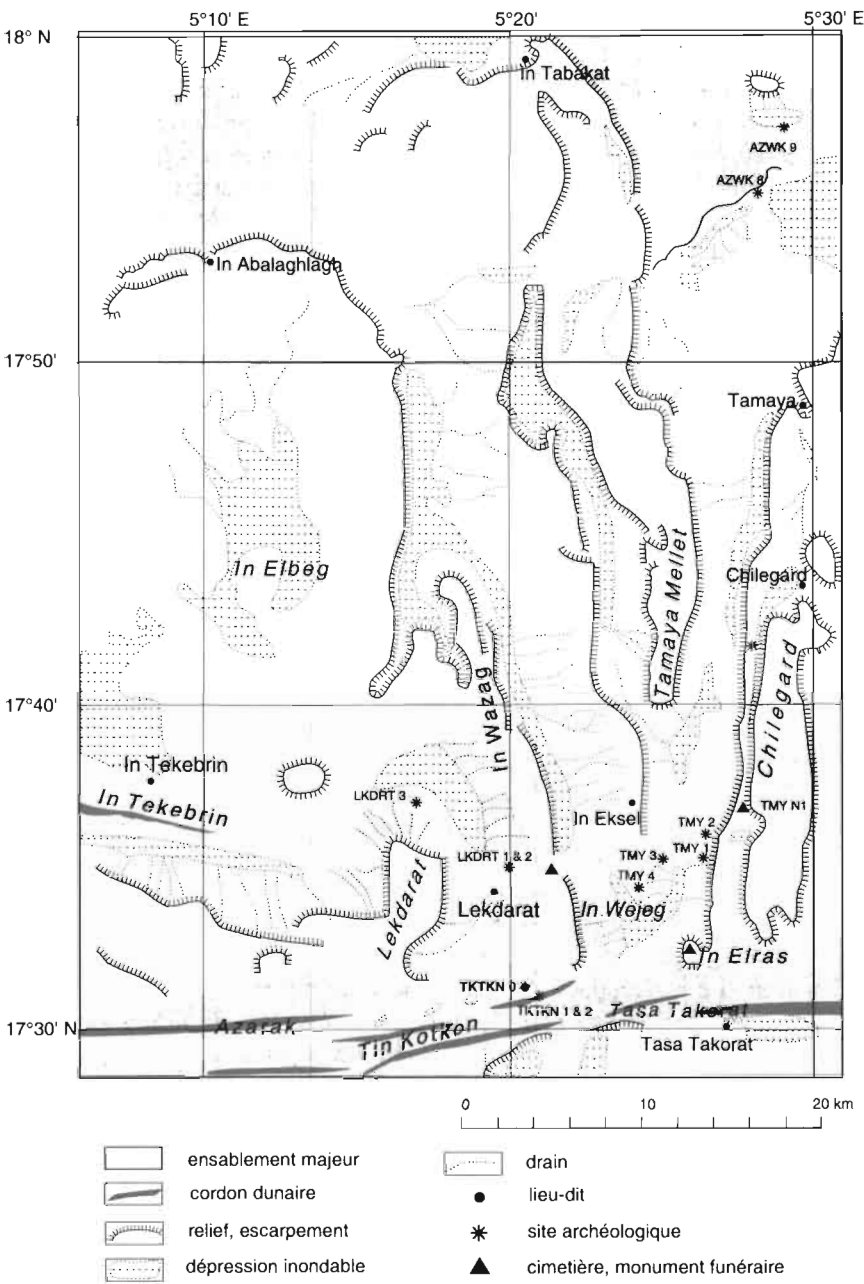 5°10' E
5°20'
5°30' E
18° N
In Tabakat
AZWK 9
AZWK 8
In Abalaghlagh
17°50'
Tamaya
In Elbeg
Tamaya Mellet
Chilegard
17°40'
In Wazag
Chilegard
In Tekebrin
In Tekebrin
LKDRT 3
In Eksel
TMY N1
TMY 2
TMY 1
LKDRT 1 & 2
TMY 3
TMY 4
Lekdarat
Lekdarat
In Wejeg
In Elras
TKTKN 0
TKTKN 1 & 2
Tasa Takorat
17°30' N
Azarak
Tin Kotkon
Tasa Takorat
0 10 20 km
ensablement majeur
cordon dunaire
relief, escarpement
dépression inondable
drain
lieu-dit
site archéologique
cimetière, monument funéraire